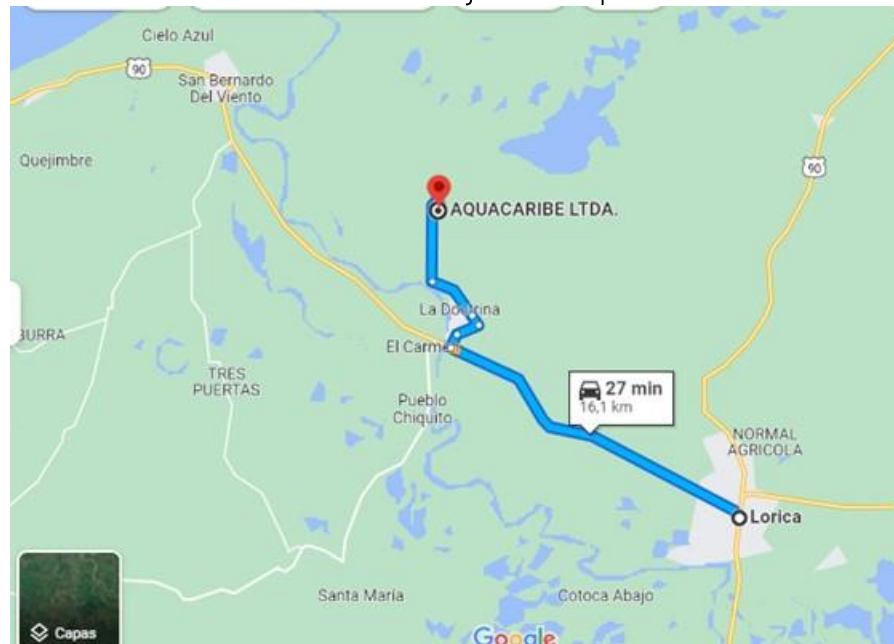 Cielo Azul
90
San Bernardo
Del Viento
Quejimbre
90
AQUACARIBE LTDA.
La Doctrina
BURRA
El Carmen
TRES
PUERTAS
27 min
16,1 km
Pueblo
Chiquito
NORMAL
AGRICOLA
Lorica
Santa María
Cotoca Abajo
Capas
Google